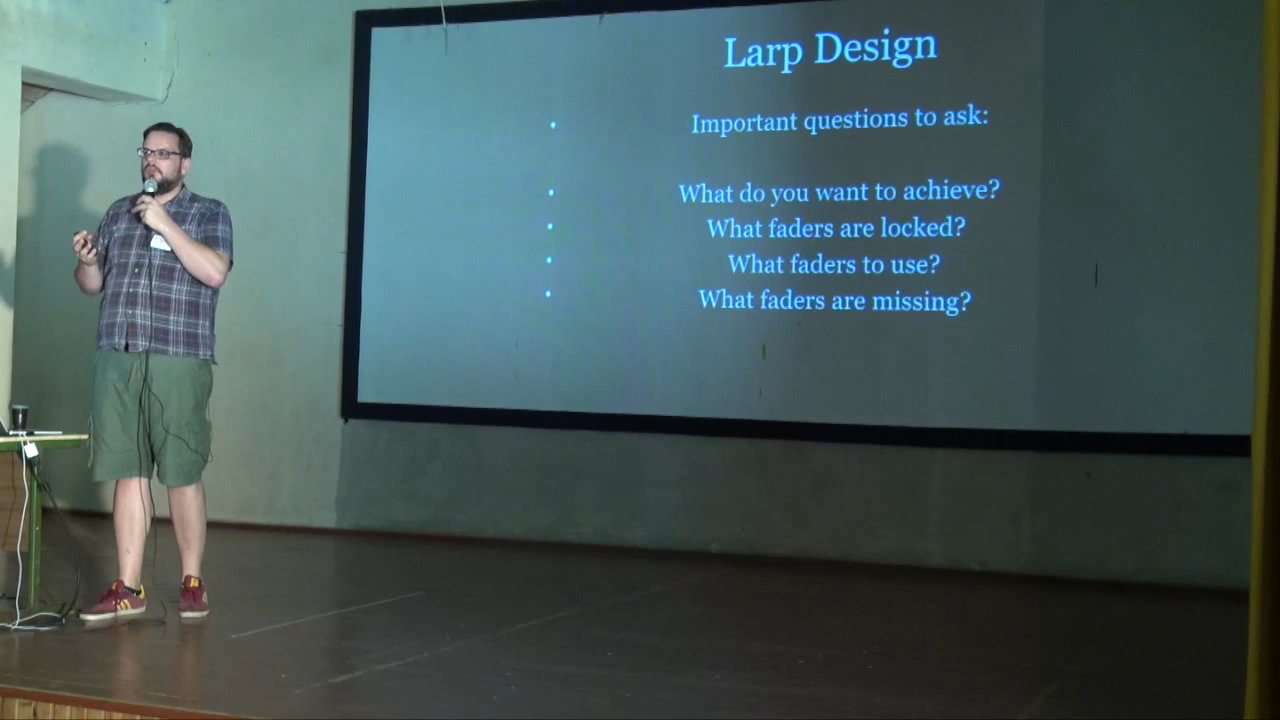 Larp Design
Important questions to ask:
What do you want to achieve?
What faders are locked?
What faders to use?
What faders are missing?